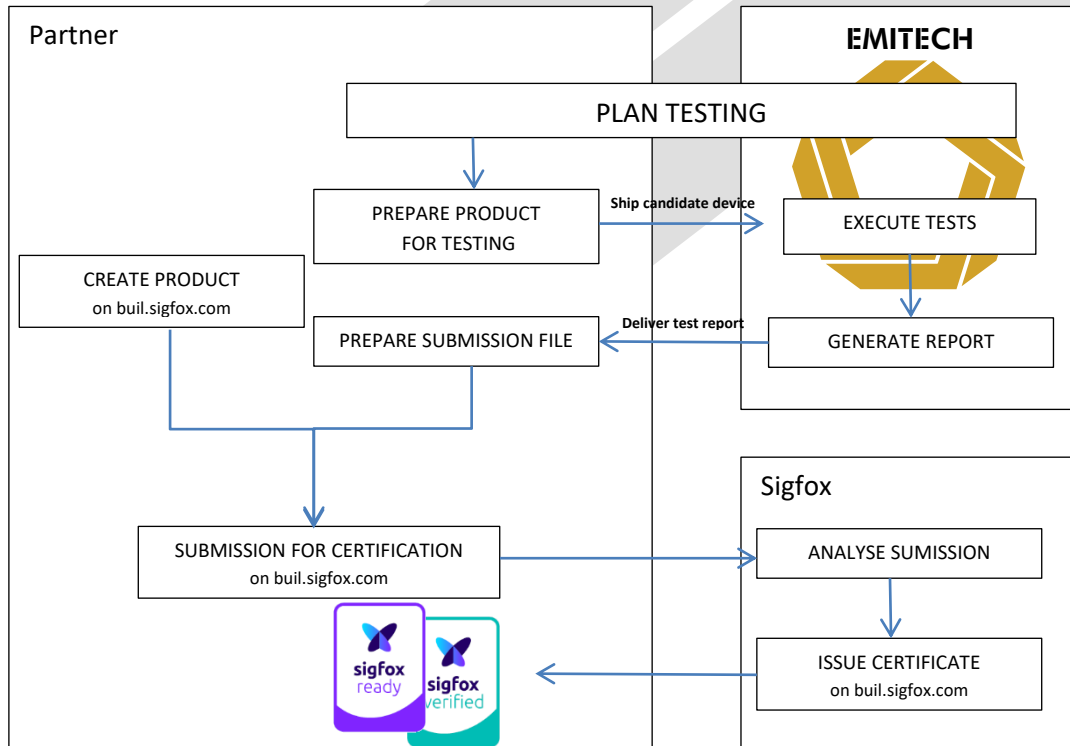 Partner
EMITECH
PLAN TESTING
PREPARE PRODUCT
FOR TESTING
Ship candidate device
EXECUTE TESTS
CREATE PRODUCT
on buil.sigfox.com
PREPARE SUBMISSION FILE
Deliver test report
GENERATE REPORT
Sigfox
SUBMISSION FOR CERTIFICATION
on buil.sigfox.com
ANALYSE SUMISSION
ISSUE CERTIFICATE
on buil.sigfox.com
sigfox
ready
sigfox
verified